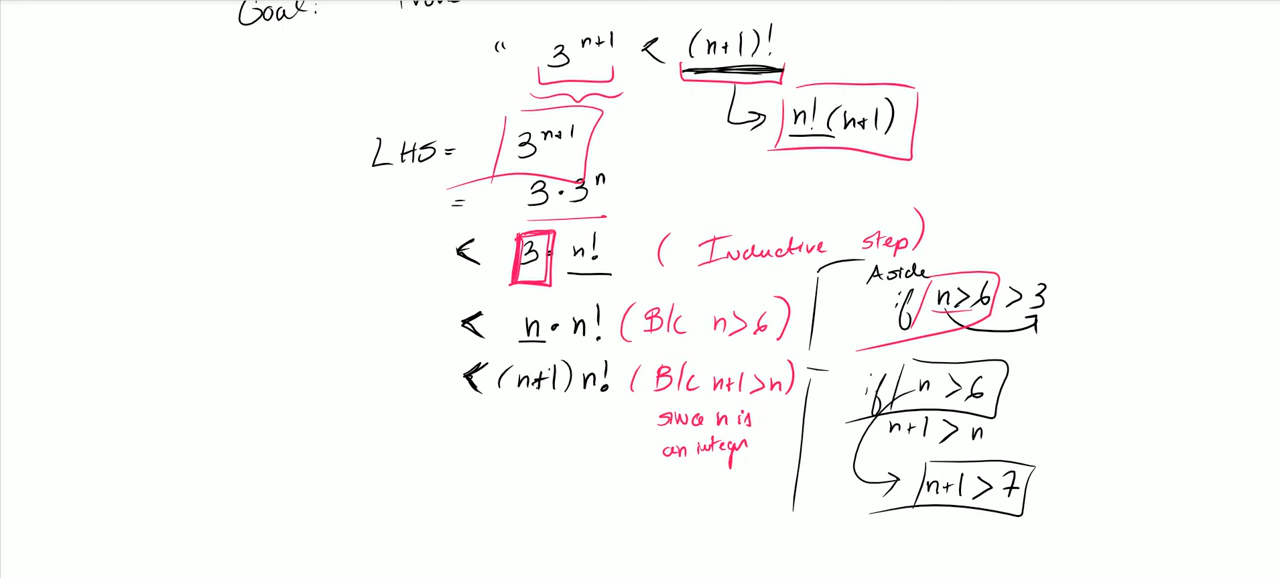 Goal:
" 3^{n+1} < (n+1)!
n! (n+1)
LHS = 3^{n+1}
= 3 · 3^n
< 3 · n! (Inductive step)
< n · n! (B/c n>6)
< (n+1) n! (B/c n+1>n)
since n is
an integr
Aside
if n>6 > 3
if n>6
n+1 > n
n+1 > 7